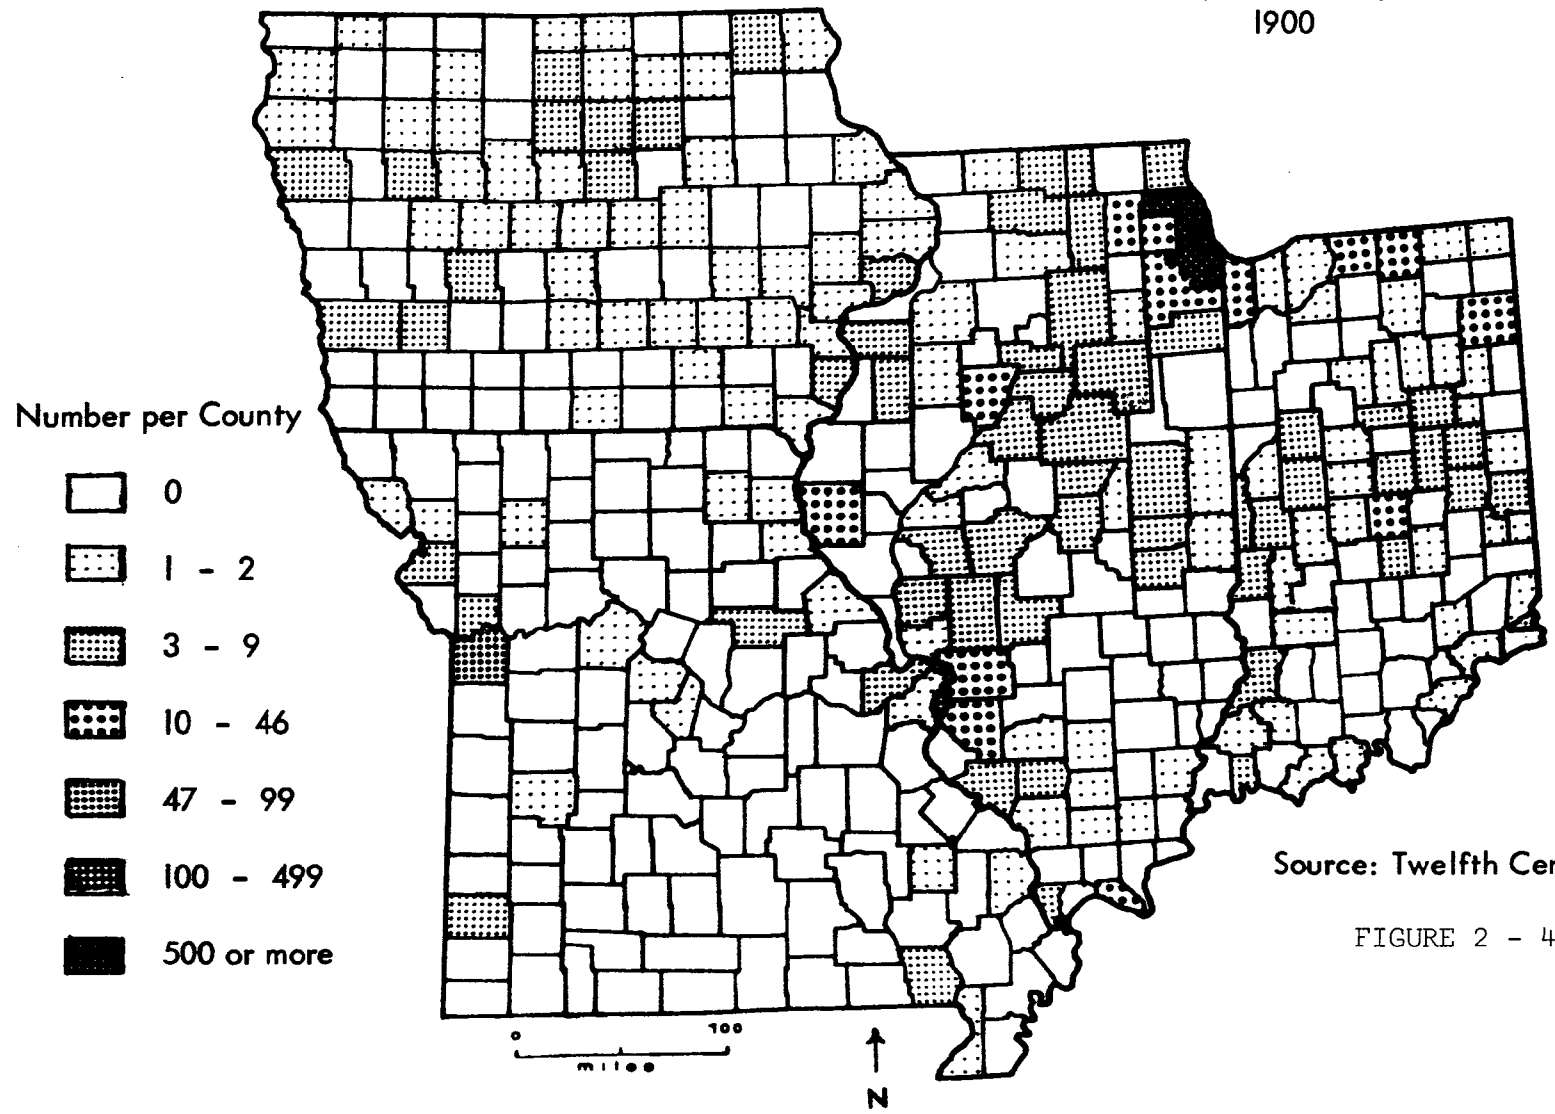 1900
Number per County
0
1 - 2
3 - 9
10 - 46
47 - 99
100 - 499
500 or more
Source: Twelfth Cen
FIGURE 2 - 4
0 100
miles
N